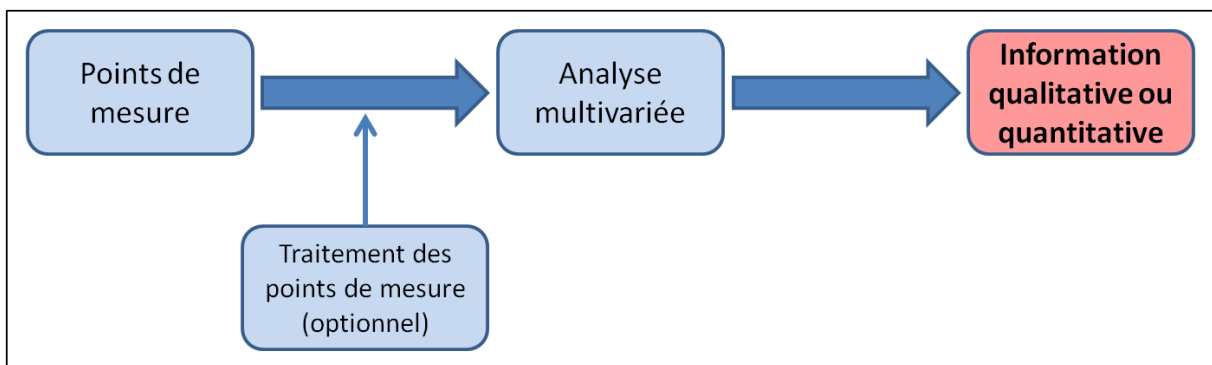 Points de
mesure
Analyse
multivariée
Information
qualitative ou
quantitative
Traitement des
points de mesure
(optionnel)